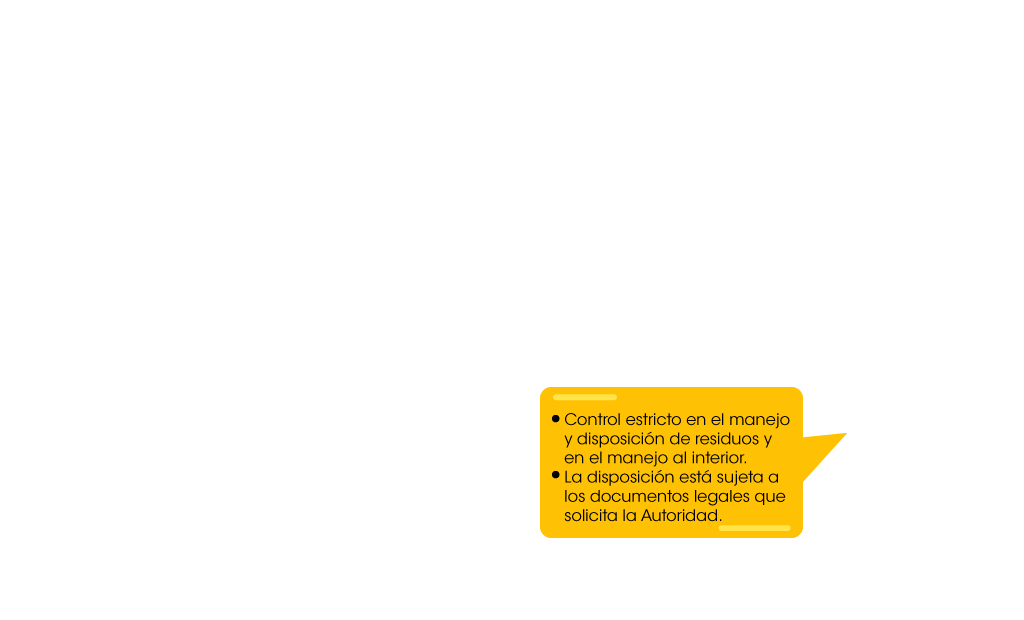 • Control estricto en el manejo
y disposición de residuos y
en el manejo al interior.
• La disposición está sujeta a
los documentos legales que
solicita la Autoridad.